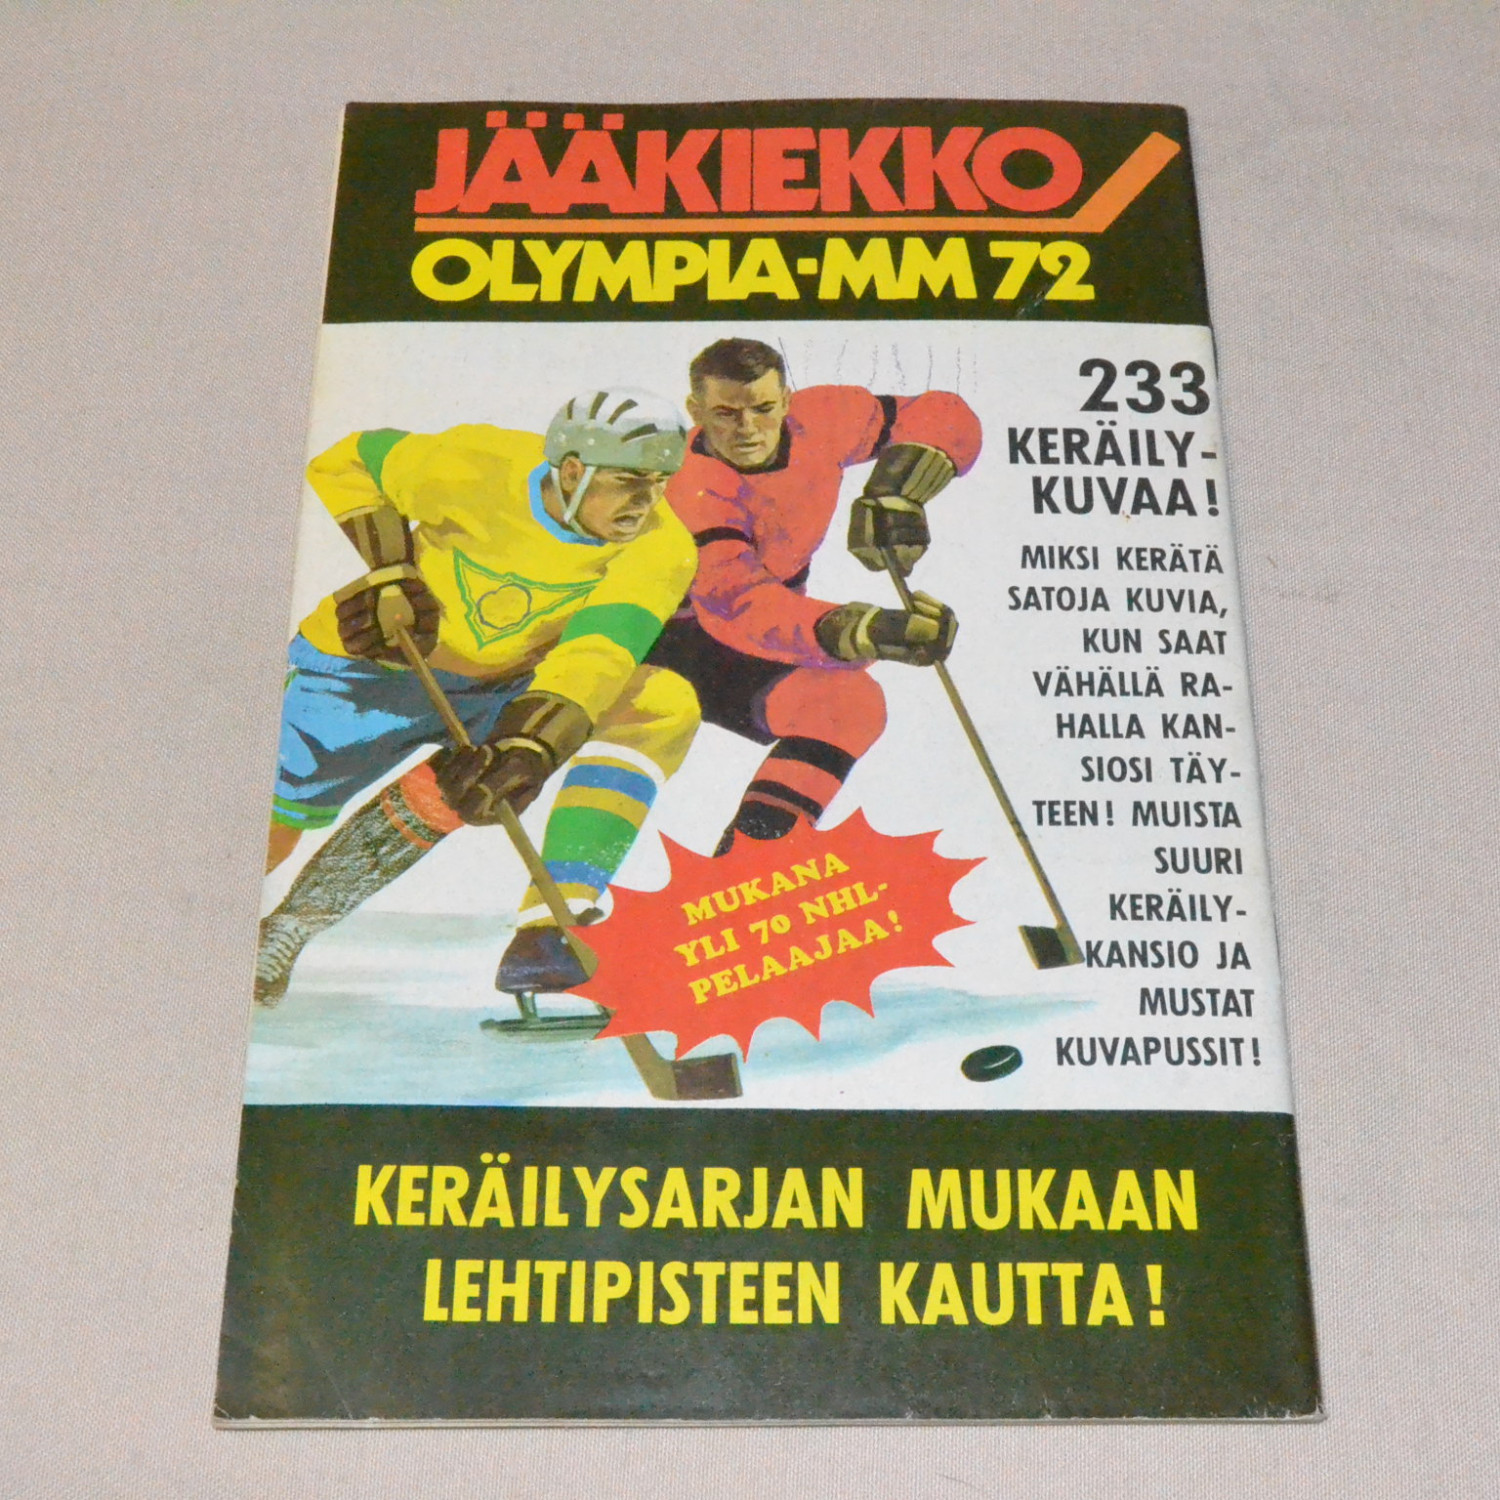 JÄÄKIEKKO
OLYMPIA-MM 72
233
KERÄILY-
KUVAA!
MIKSI KERÄTÄ
SATOJA KUVIA,
KUN SAAT
VÄHÄLLÄ RA-
HALLA KAN-
SIOSI TÄY-
TEEN! MUISTA
SUURI
KERÄILY-
KANSIO JA
MUSTAT
KUVAPUSSIT!
MUKANA
YLI 70 NHL-
PELAAJAA!
KERÄILYSARJAN MUKAAN
LEHTIPISTEEN KAUTTA!